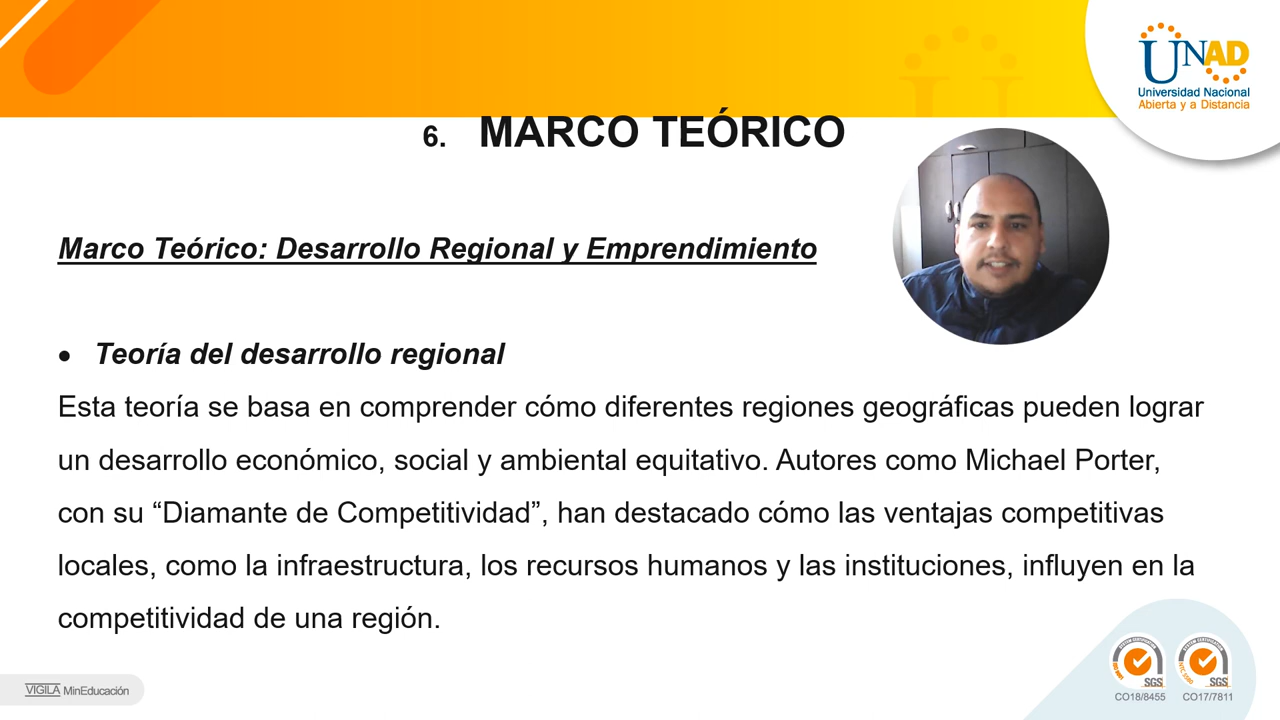 UNAD
Universidad Nacional
Abierta y a Distancia
6. MARCO TEÓRICO
Marco Teórico: Desarrollo Regional y Emprendimiento
• Teoría del desarrollo regional
Esta teoría se basa en comprender cómo diferentes regiones geográficas pueden lograr
un desarrollo económico, social y ambiental equitativo. Autores como Michael Porter,
con su “Diamante de Competitividad”, han destacado cómo las ventajas competitivas
locales, como la infraestructura, los recursos humanos y las instituciones, influyen en la
competitividad de una región.
VIGILA MinEducación
SGS SGS
CO18/8455 CO17/7811